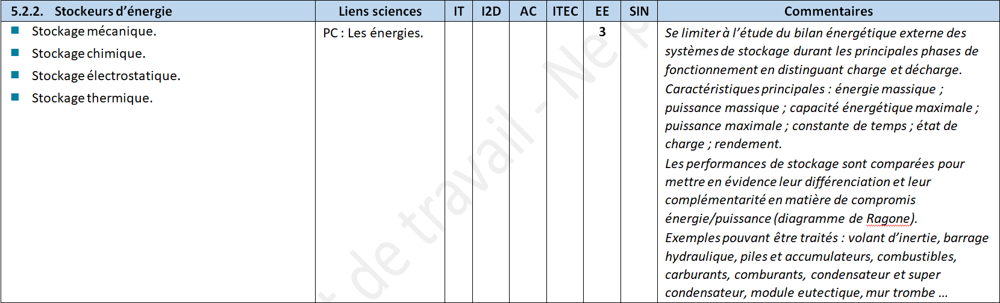 5.2.2. Stockeurs d’énergie Liens sciences IT I2D AC ITEC EE SIN Commentaires
Stockage mécanique.
Stockage chimique.
Stockage électrostatique.
Stockage thermique.
PC : Les énergies.
3
Se limiter à l’étude du bilan énergétique externe des
systèmes de stockage durant les principales phases de
fonctionnement en distinguant charge et décharge.
Caractéristiques principales : énergie massique ;
puissance massique ; capacité énergétique maximale ;
puissance maximale ; constante de temps ; état de
charge ; rendement.
Les performances de stockage sont comparées pour
mettre en évidence leur différenciation et leur
complémentarité en matière de compromis
énergie/puissance (diagramme de Ragone).
Exemples pouvant être traités : volant d’inertie, barrage
hydraulique, piles et accumulateurs, combustibles,
carburants, comburants, condensateur et super
condensateur, module eutectique, mur trombe …
de travail - Ne